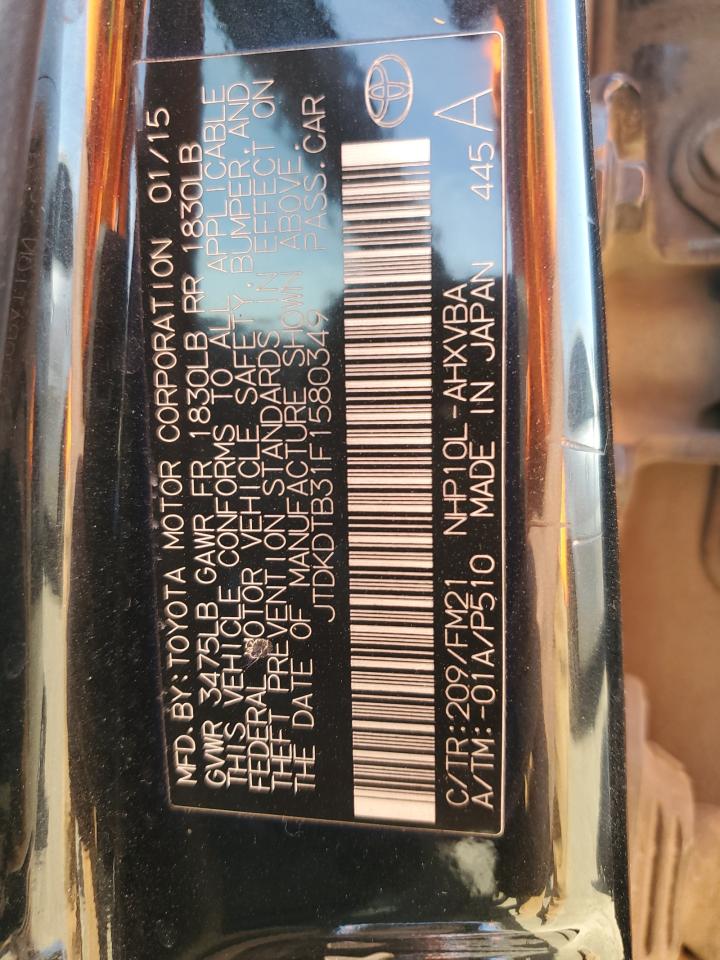 MFD. BY: TOYOTA MOTOR CORPORATION 01/15
GVWR 3475LB GAWR FR 1830LB RR 1830LB
THIS VEHICLE CONFORMS TO ALL APPLICABLE
FEDERAL MOTOR VEHICLE SAFETY, BUMPER, AND
THEFT PREVENTION STANDARDS IN EFFECT ON
THE DATE OF MANUFACTURE SHOWN ABOVE.
JTDKDTB31F1580349 PASS. CAR
C/TR: 209/FM21 NHP10L-AHXVBA
A/TM: -01A/P510 MADE IN JAPAN 445 A